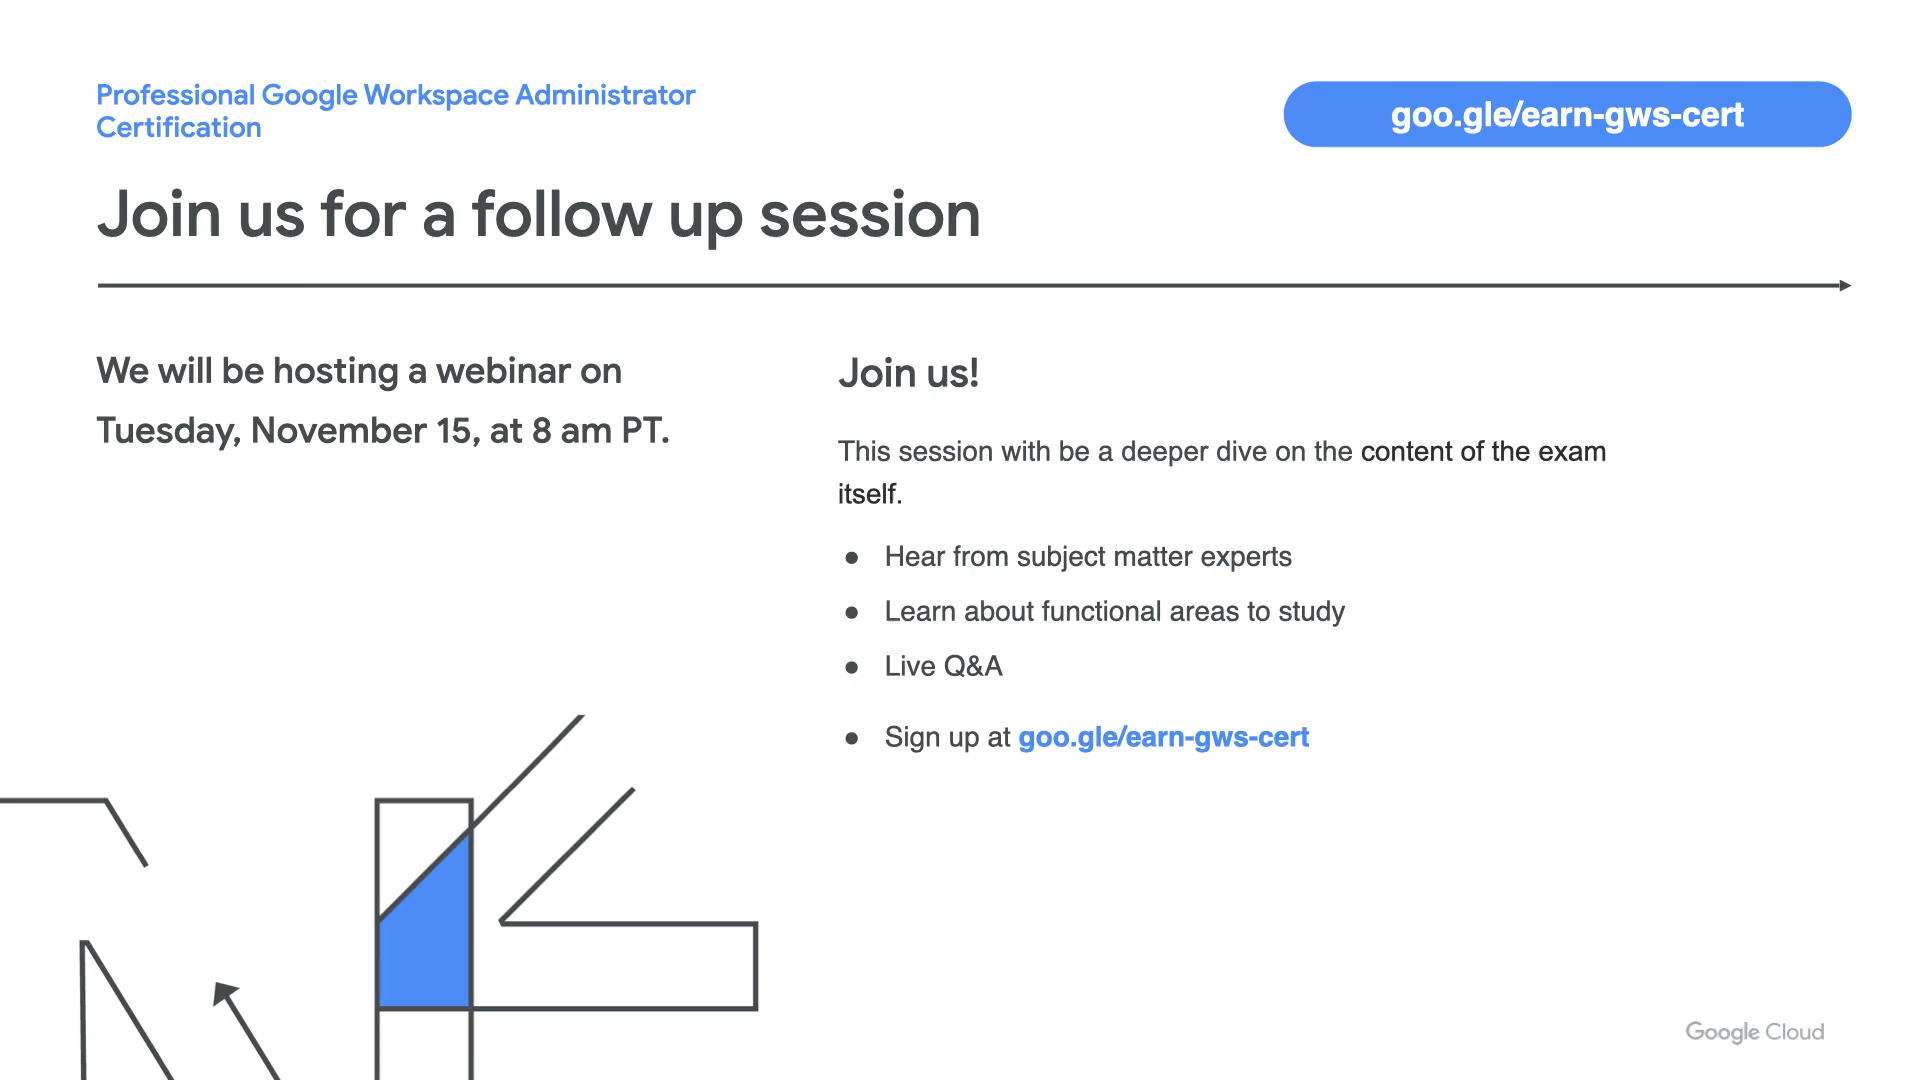 Professional Google Workspace Administrator
Certification
goo.gle/earn-gws-cert
Join us for a follow up session
We will be hosting a webinar on
Tuesday, November 15, at 8 am PT.
Join us!
This session with be a deeper dive on the content of the exam
itself.
● Hear from subject matter experts
● Learn about functional areas to study
● Live Q&A
● Sign up at goo.gle/earn-gws-cert
Google Cloud